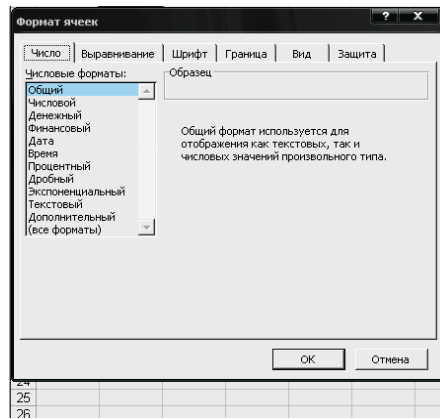 Формат ячеек
Число Выравнивание Шрифт Граница Вид Защита
Числовые форматы:
Образец
Общий
Числовой
Денежный
Финансовый
Дата
Время
Процентный
Дробный
Экспоненциальный
Текстовый
Дополнительный
(все форматы)
Общий формат используется для
отображения как текстовых, так и
числовых значений произвольного типа.
ОК Отмена
24
25
26